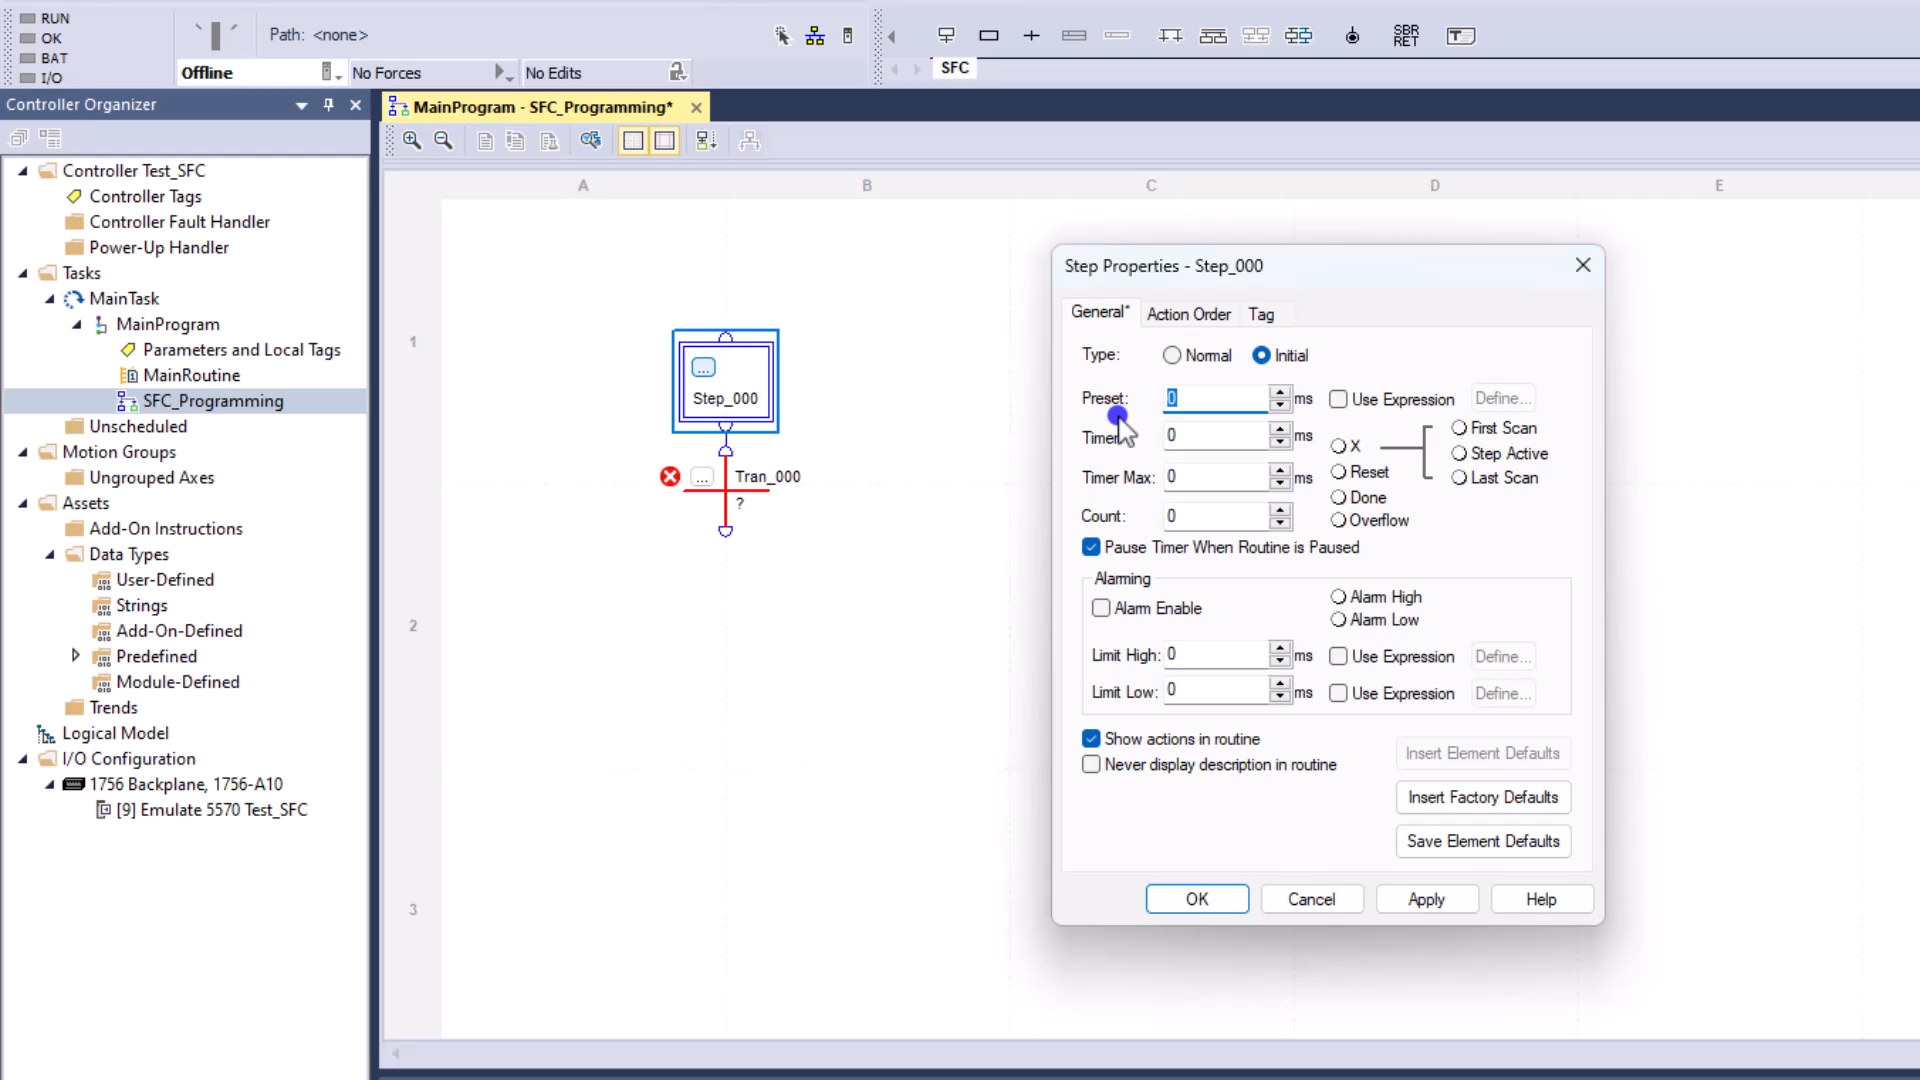 RUN
OK
BAT
I/O
Path: <none>
Offline
No Forces
No Edits
SBR
RET
SFC
Controller Organizer
MainProgram - SFC_Programming*
Controller Test_SFC
Controller Tags
Controller Fault Handler
Power-Up Handler
Tasks
MainTask
MainProgram
Parameters and Local Tags
MainRoutine
SFC_Programming
Unscheduled
Motion Groups
Ungrouped Axes
Assets
Add-On Instructions
Data Types
User-Defined
Strings
Add-On-Defined
Predefined
Module-Defined
Trends
Logical Model
I/O Configuration
1756 Backplane, 1756-A10
[9] Emulate 5570 Test_SFC
A B C D E
1
2
3
...
Step_000
...
Tran_000
?
Step Properties - Step_000
General* Action Order Tag
Type: Normal Initial
Preset: 0 ms Use Expression Define...
Timer 0 ms
X
First Scan
Step Active
Last Scan
Timer Max: 0 ms
Reset
Done
Count: 0
Overflow
Pause Timer When Routine is Paused
Alarming
Alarm Enable
Alarm High
Alarm Low
Limit High: 0 ms Use Expression Define...
Limit Low: 0 ms Use Expression Define...
Show actions in routine
Never display description in routine
Insert Element Defaults
Insert Factory Defaults
Save Element Defaults
OK Cancel Apply Help